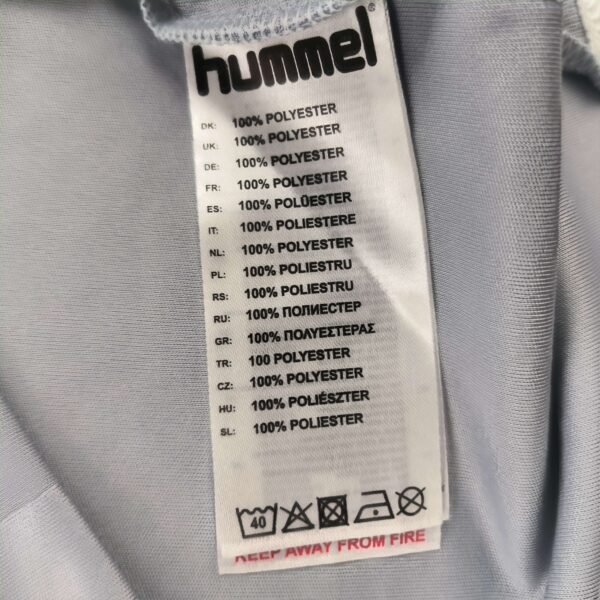 hummel®
DK: 100% POLYESTER
UK: 100% POLYESTER
DE: 100% POLYESTER
FR: 100% POLYESTER
ES: 100% POLÜESTER
IT: 100% POLIESTERE
NL: 100% POLYESTER
PL: 100% POLIESTRU
RS: 100% POLIESTRU
RU: 100% ПОЛИЕСТЕР
GR: 100% ΠΟΛΥΕΣΤΕΡΑΣ
TR: 100 POLYESTER
CZ: 100% POLYESTER
HU: 100% POLIÉSZTER
SL: 100% POLIESTER
40
KEEP AWAY FROM FIRE